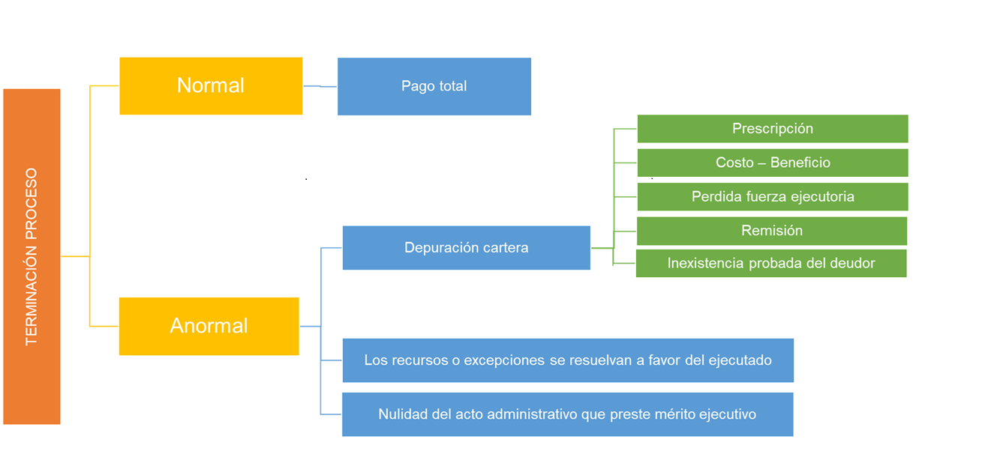 TERMINACIÓN PROCESO
Normal
Pago total
Anormal
Depuración cartera
Prescripción
Costo – Beneficio
Perdida fuerza ejecutoria
Remisión
Inexistencia probada del deudor
Los recursos o excepciones se resuelvan a favor del ejecutado
Nulidad del acto administrativo que preste mérito ejecutivo